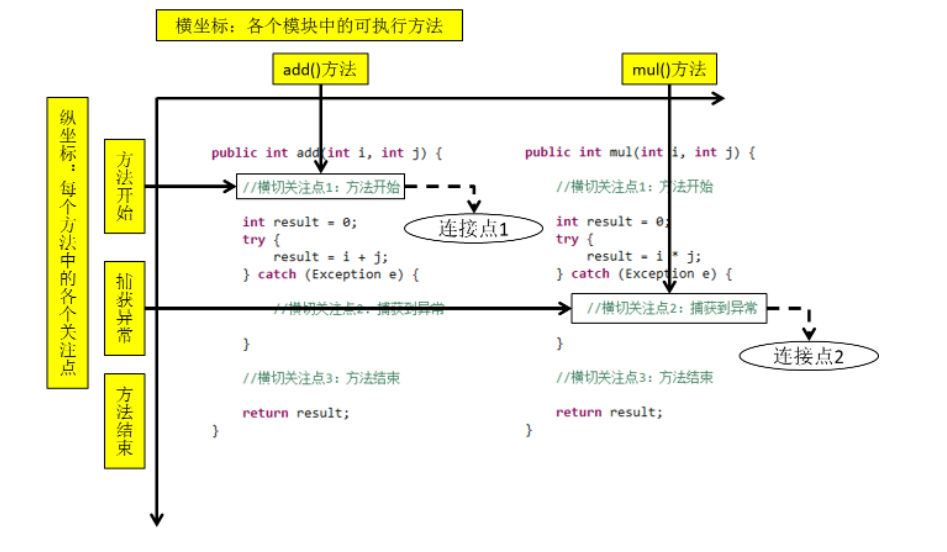 横坐标：各个模块中的可执行方法
add()方法
mul()方法
纵坐标：每个方法中的各个关注点
方法开始
捕获异常
方法结束
public int add(int i, int j) {
//横切关注点1：方法开始
连接点1
int result = 0;
try {
result = i + j;
} catch (Exception e) {
//横切关注点2：捕获到异常
}
//横切关注点3：方法结束
return result;
}
public int mul(int i, int j) {
//横切关注点1：方法开始
int result = 0;
try {
result = i * j;
} catch (Exception e) {
//横切关注点2：捕获到异常
连接点2
}
//横切关注点3：方法结束
return result;
}